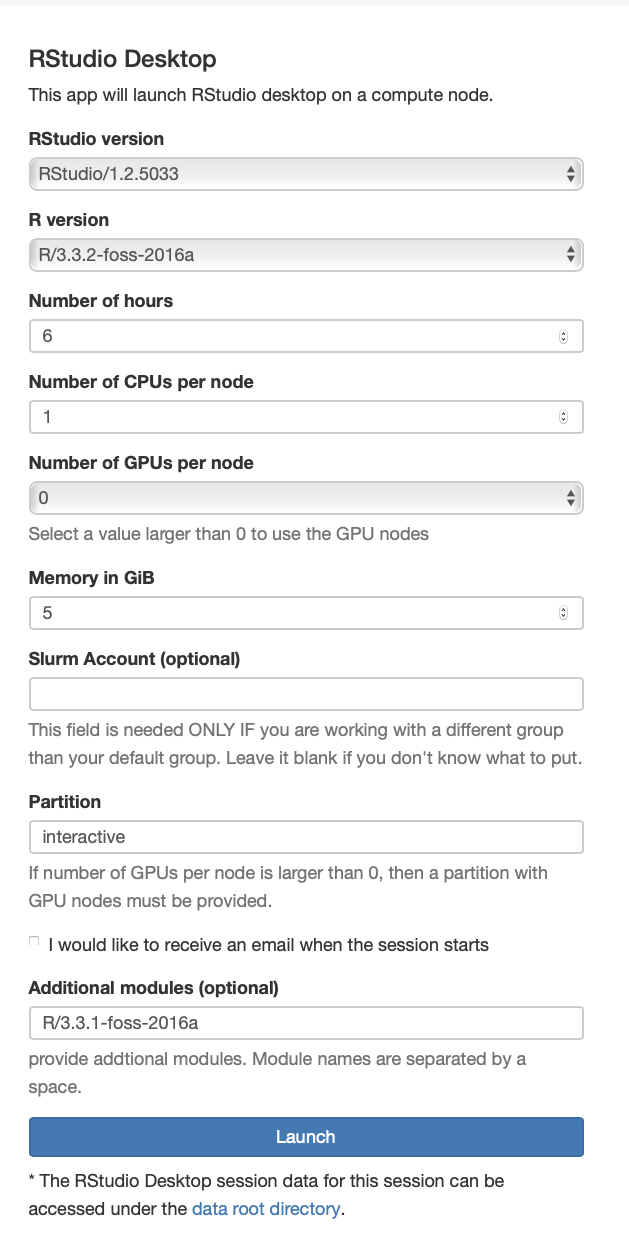 RStudio Desktop
This app will launch RStudio desktop on a compute node.
RStudio version
RStudio/1.2.5033
R version
R/3.3.2-foss-2016a
Number of hours
6
Number of CPUs per node
1
Number of GPUs per node
0
Select a value larger than 0 to use the GPU nodes
Memory in GiB
5
Slurm Account (optional)
This field is needed ONLY IF you are working with a different group
than your default group. Leave it blank if you don't know what to put.
Partition
interactive
If number of GPUs per node is larger than 0, then a partition with
GPU nodes must be provided.
I would like to receive an email when the session starts
Additional modules (optional)
R/3.3.1-foss-2016a
provide addtional modules. Module names are separated by a
space.
Launch
* The RStudio Desktop session data for this session can be
accessed under the data root directory.